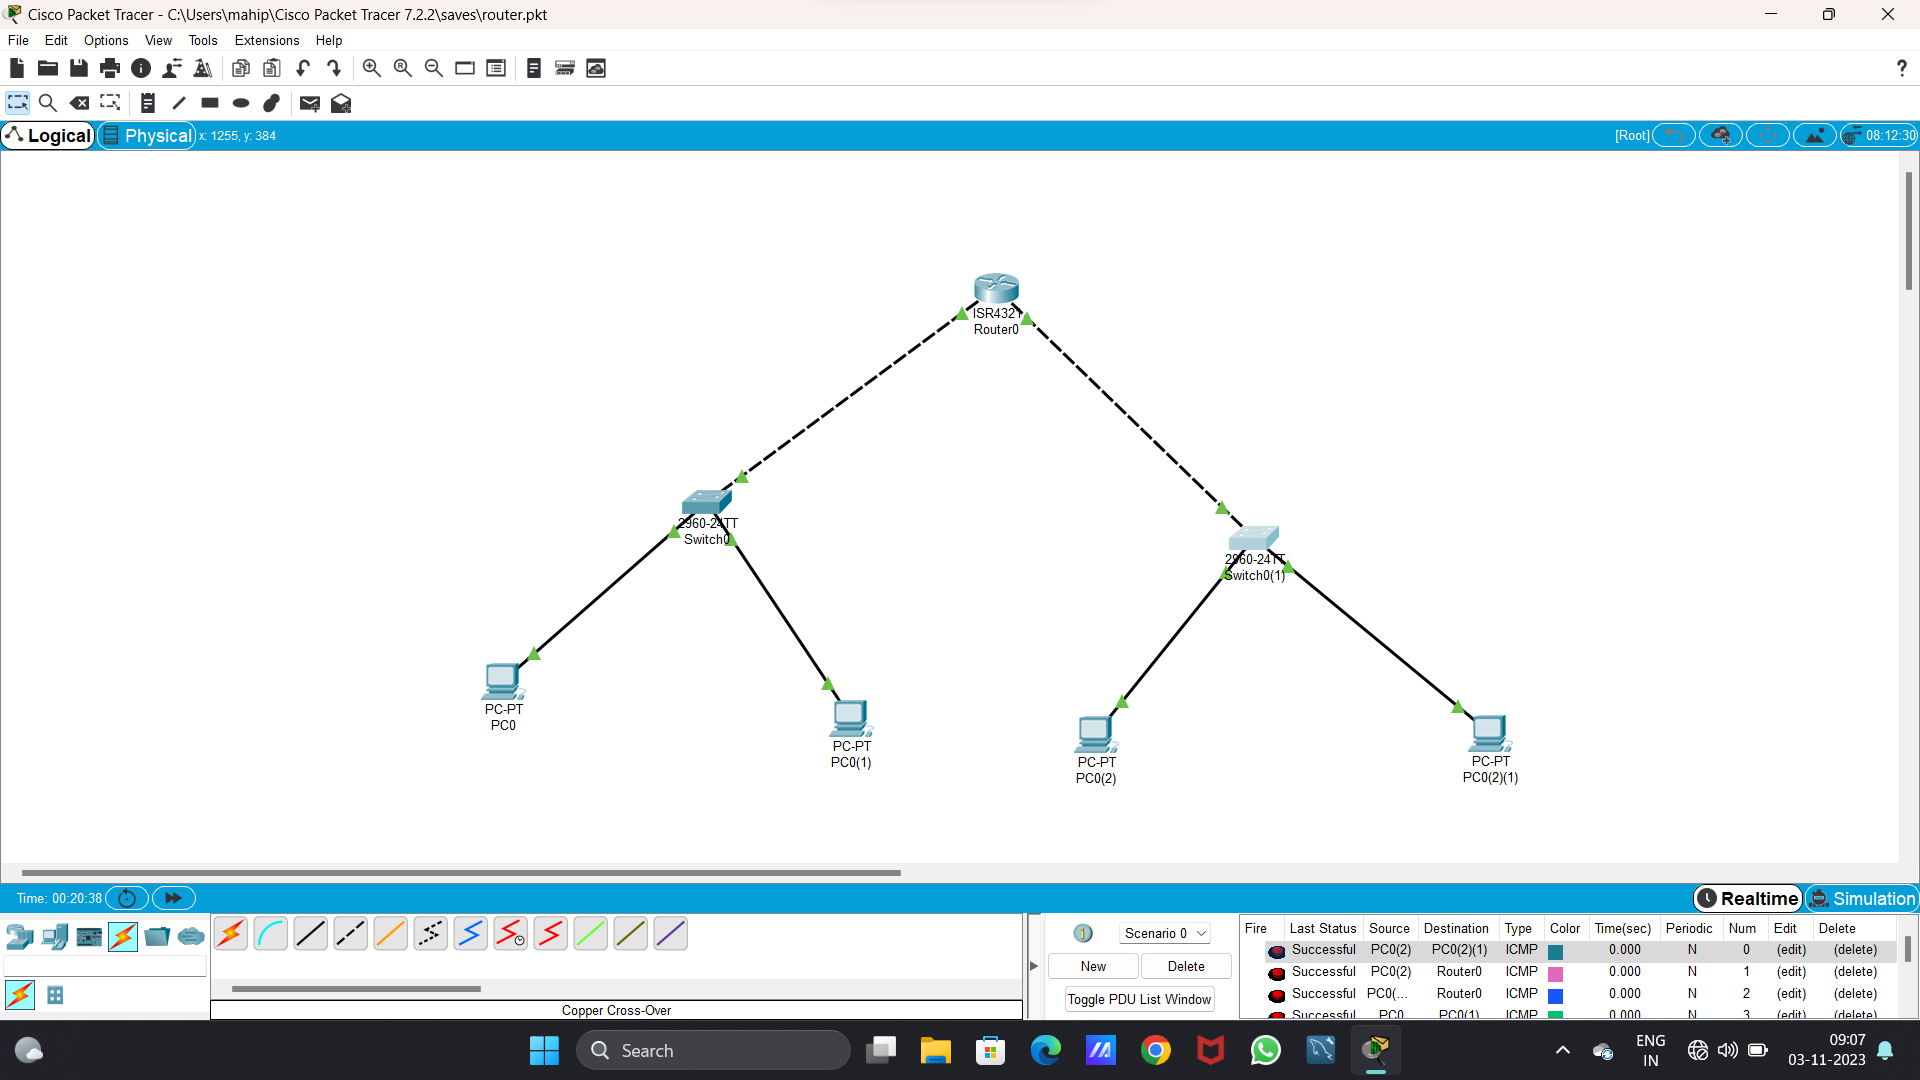 Cisco Packet Tracer - C:\Users\mahip\Cisco Packet Tracer 7.2.2\saves\router.pkt
File Edit Options View Tools Extensions Help
?
Logical Physical x: 1255, y: 384 [Root] 08:12:30
ISR4321
Router0
2960-24TT
Switch0
2960-24TT
Switch0(1)
PC-PT
PC0
PC-PT
PC0(1)
PC-PT
PC0(2)
PC-PT
PC0(2)(1)
Time: 00:20:38 Realtime Simulation
Scenario 0
New Delete
Toggle PDU List Window
Copper Cross-Over
Fire Last Status Source Destination Type Color Time(sec) Periodic Num Edit Delete
Successful PC0(2) PC0(2)(1) ICMP 0.000 N 0 (edit) (delete)
Successful PC0(2) Router0 ICMP 0.000 N 1 (edit) (delete)
Successful PC0(... Router0 ICMP 0.000 N 2 (edit) (delete)
Successful PC0 PC0(1) ICMP 0.000 N 3 (edit) (delete)
Search
ENG
IN
09:07
03-11-2023